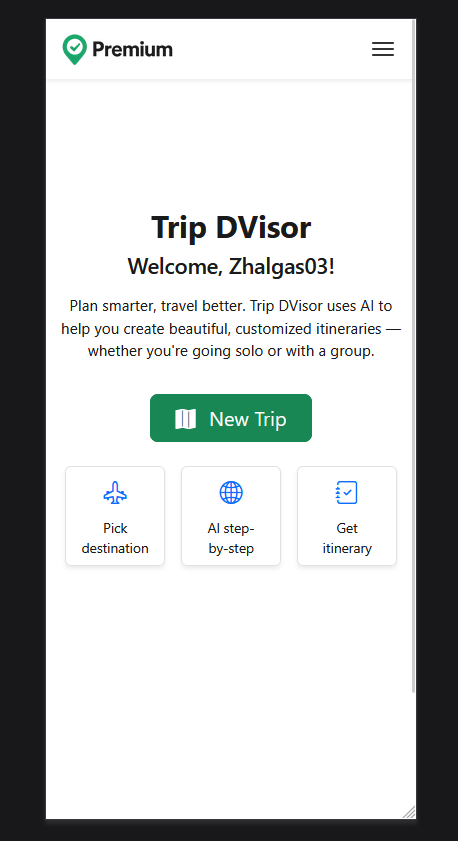 Premium
Trip DVisor
Welcome, Zhalgas03!
Plan smarter, travel better. Trip DVisor uses AI to
help you create beautiful, customized itineraries —
whether you're going solo or with a group.
New Trip
Pick
destination
AI step-
by-step
Get
itinerary